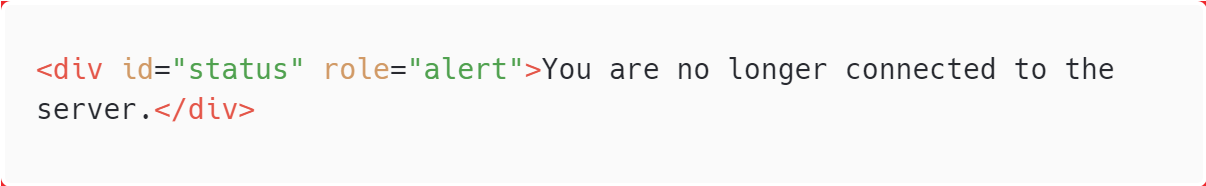 <div id="status" role="alert">You are no longer connected to the
server.</div>